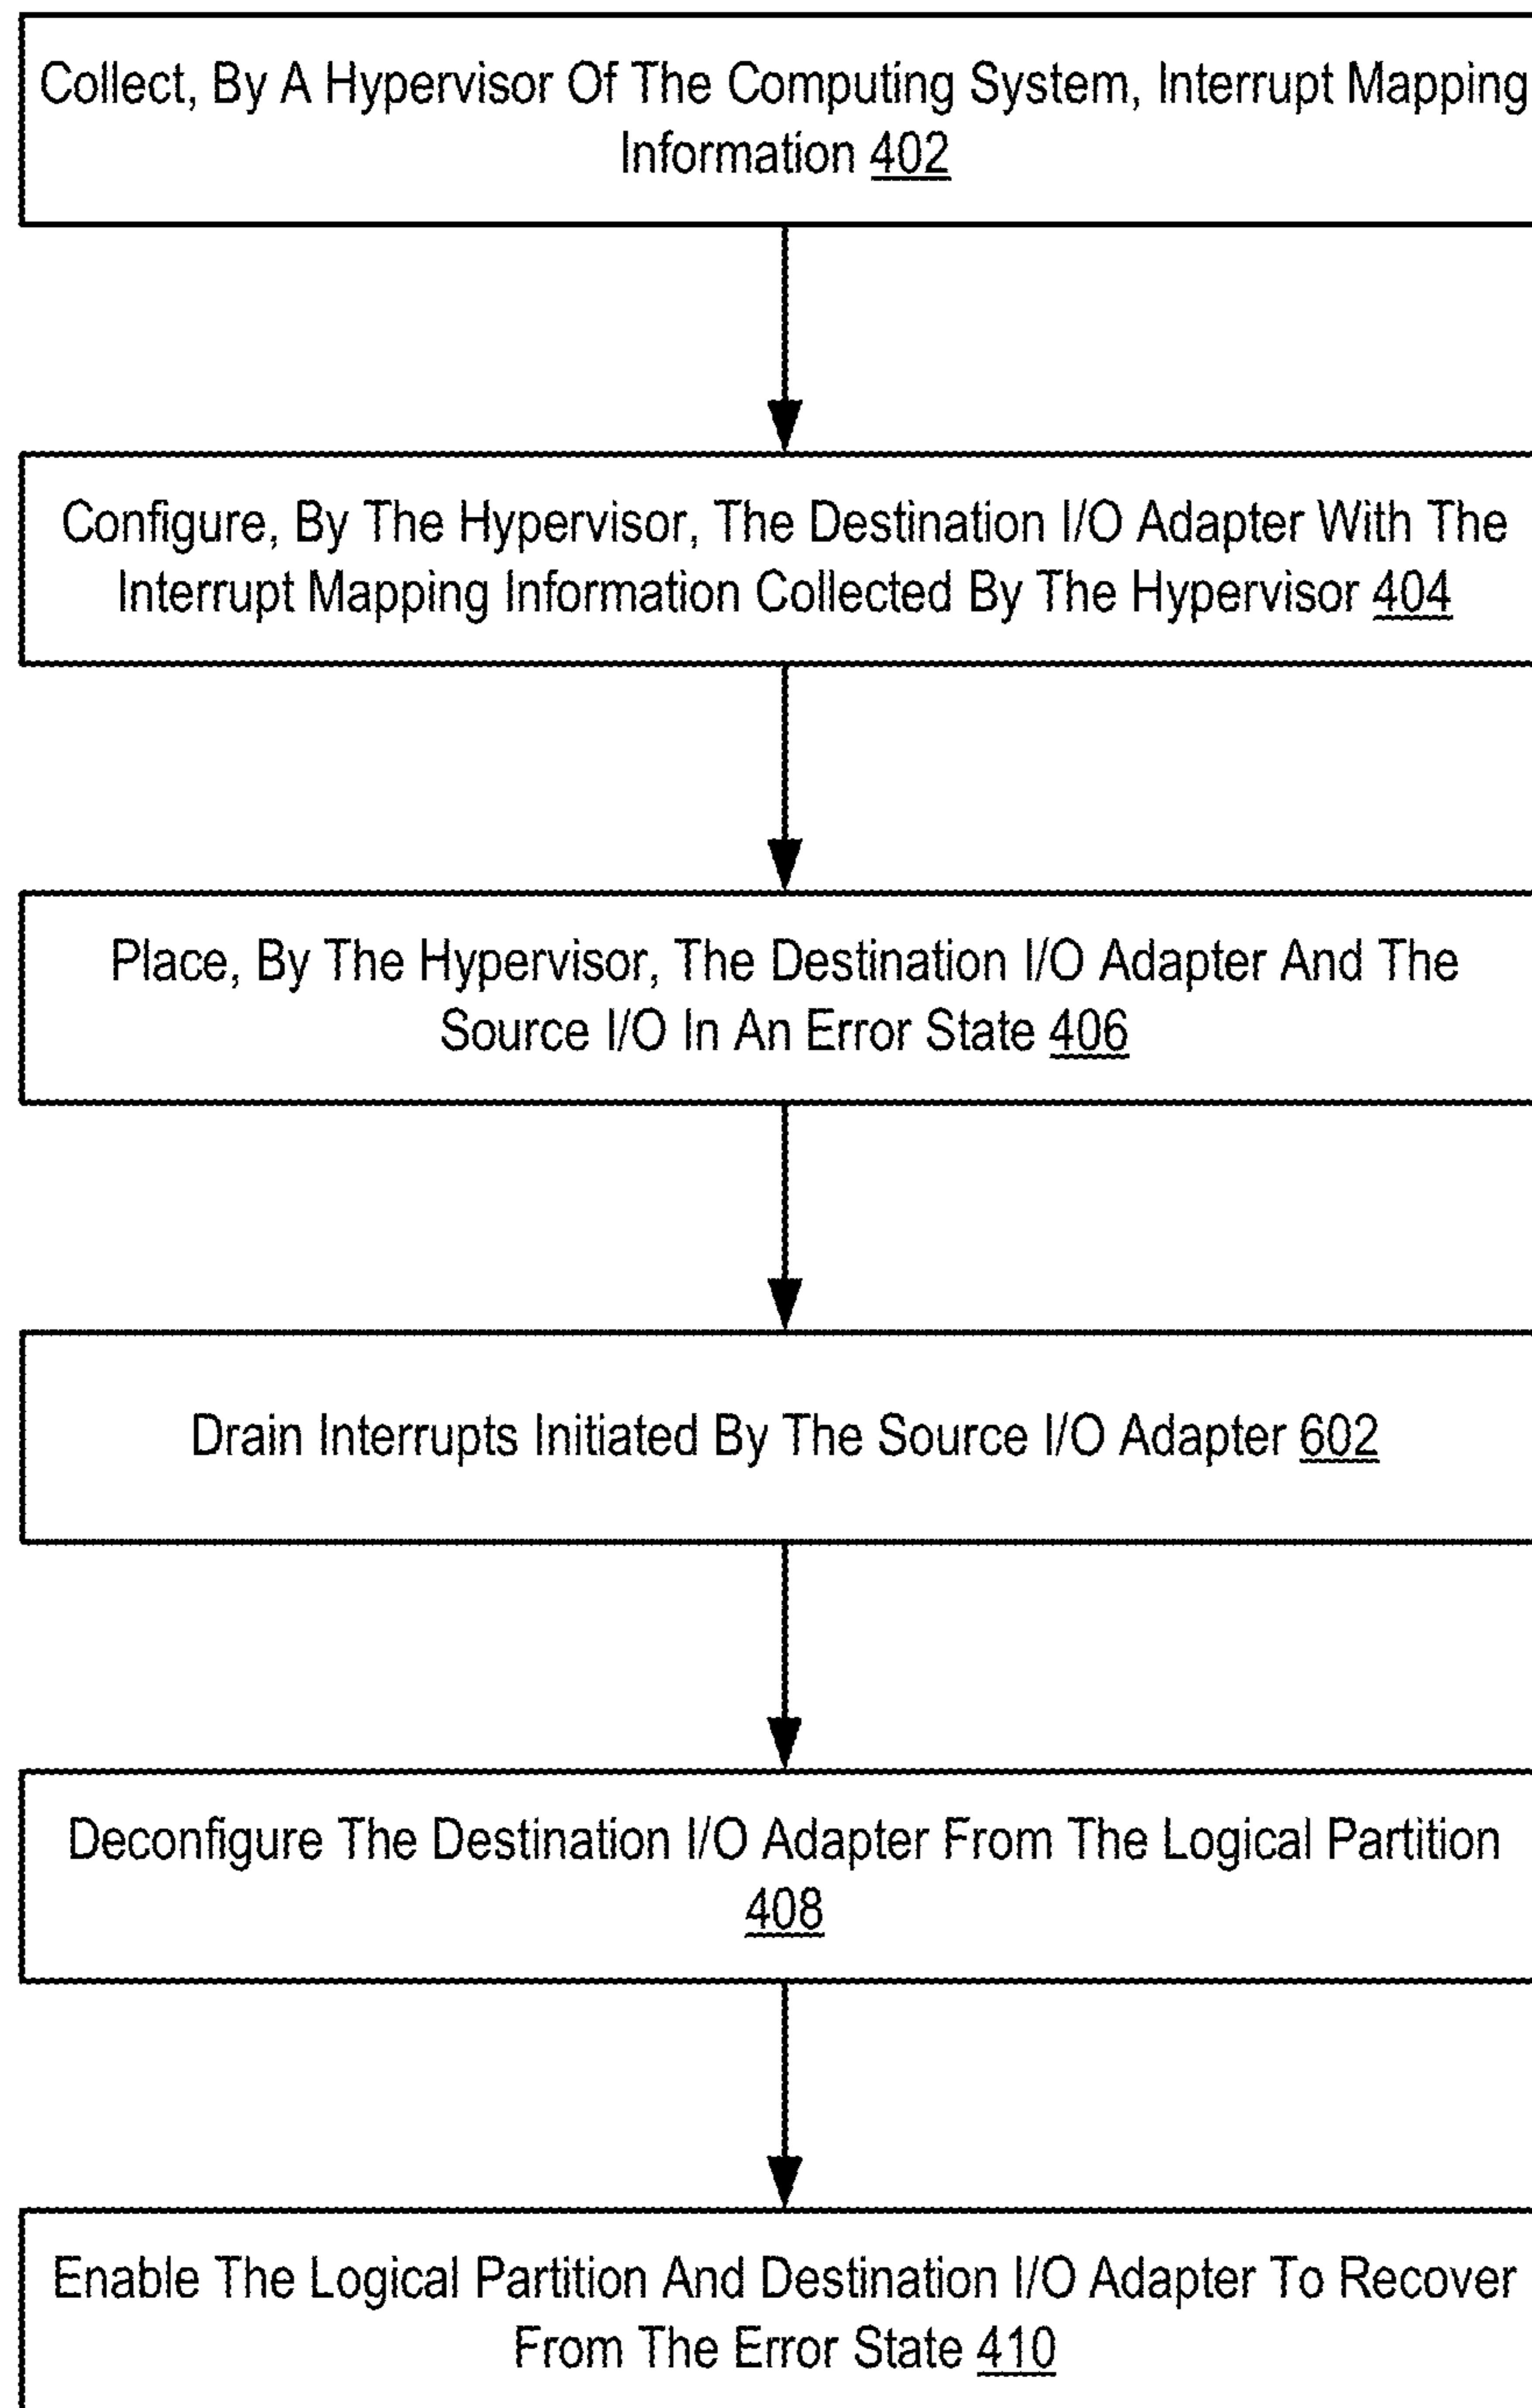 Collect, By A Hypervisor Of The Computing System, Interrupt Mapping
Information 402
Configure, By The Hypervisor, The Destination I/O Adapter With The
Interrupt Mapping Information Collected By The Hypervisor 404
Place, By The Hypervisor, The Destination I/O Adapter And The
Source I/O In An Error State 406
Drain Interrupts Initiated By The Source I/O Adapter 602
Deconfigure The Destination I/O Adapter From The Logical Partition
408
Enable The Logical Partition And Destination I/O Adapter To Recover
From The Error State 410